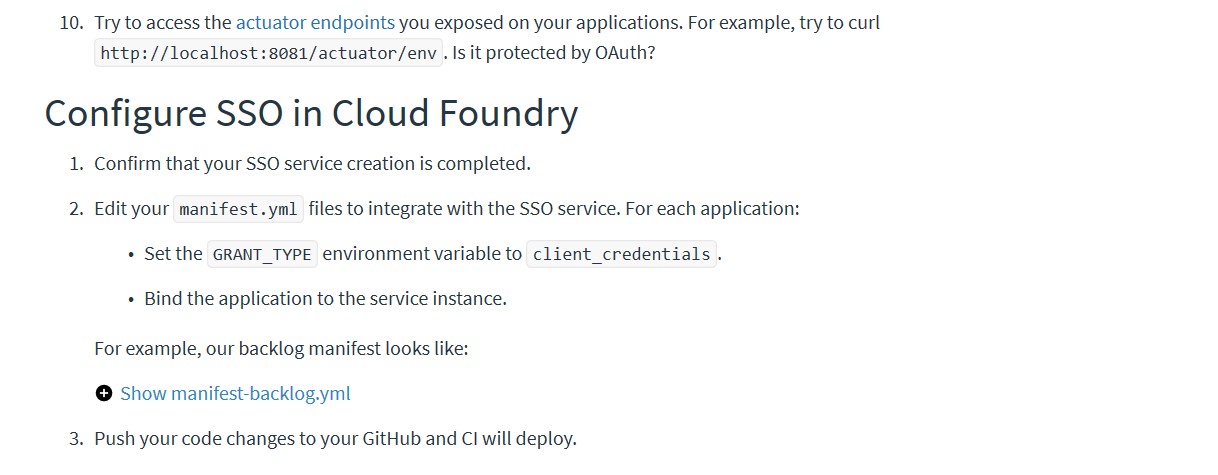 10. Try to access the actuator endpoints you exposed on your applications. For example, try to curl
http://localhost:8081/actuator/env . Is it protected by OAuth?
Configure SSO in Cloud Foundry
1. Confirm that your SSO service creation is completed.
2. Edit your manifest.yml files to integrate with the SSO service. For each application:
• Set the GRANT_TYPE environment variable to client_credentials .
• Bind the application to the service instance.
For example, our backlog manifest looks like:
Show manifest-backlog.yml
3. Push your code changes to your GitHub and CI will deploy.